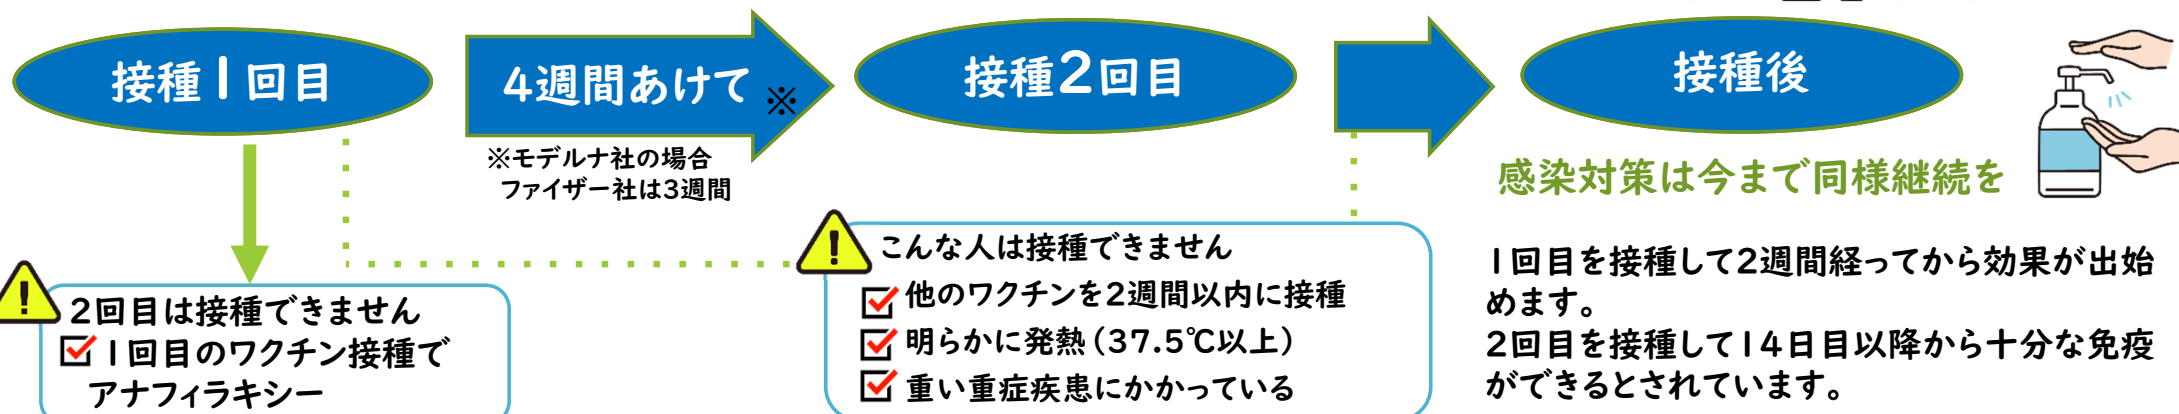 接種1回目
4週間あけて※
※モデルナ社の場合
ファイザー社は3週間
接種2回目
接種後
感染対策は今まで同様継続を
2回目は接種できません
1回目のワクチン接種で
アナフィラキシー
こんな人は接種できません
他のワクチンを2週間以内に接種
明らかに発熱(37.5℃以上)
重い重症疾患にかかっている
1回目を接種して2週間経ってから効果が出始
めます。
2回目を接種して14日目以降から十分な免疫
ができるとされています。